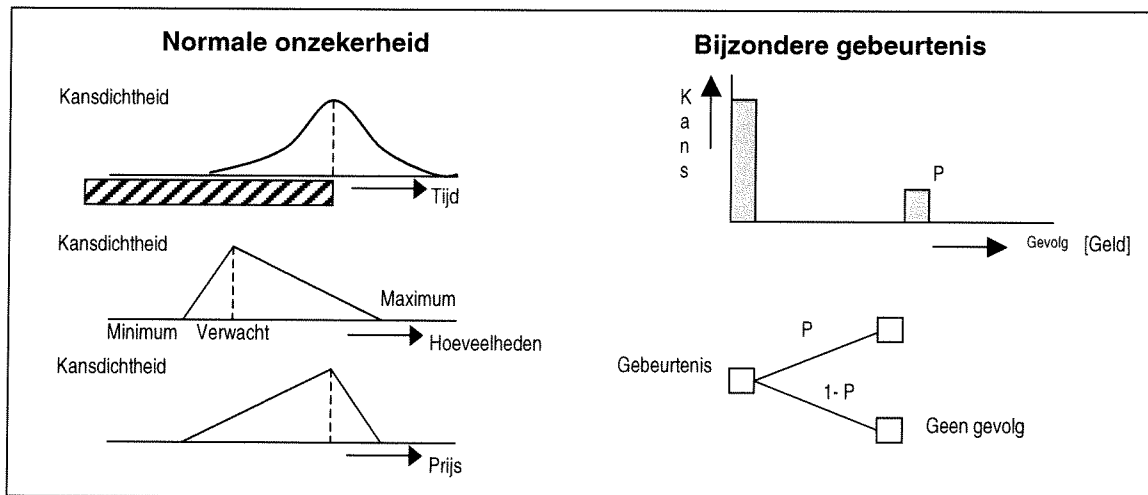 Normale onzekerheid
Kansdichtheid
Tijd
Kansdichtheid
Maximum
Minimum Verwacht
Hoeveelheden
Kansdichtheid
Prijs
Bijzondere gebeurtenis
Kans
P
Gevolg [Geld]
P
Gebeurtenis
1- P
Geen gevolg